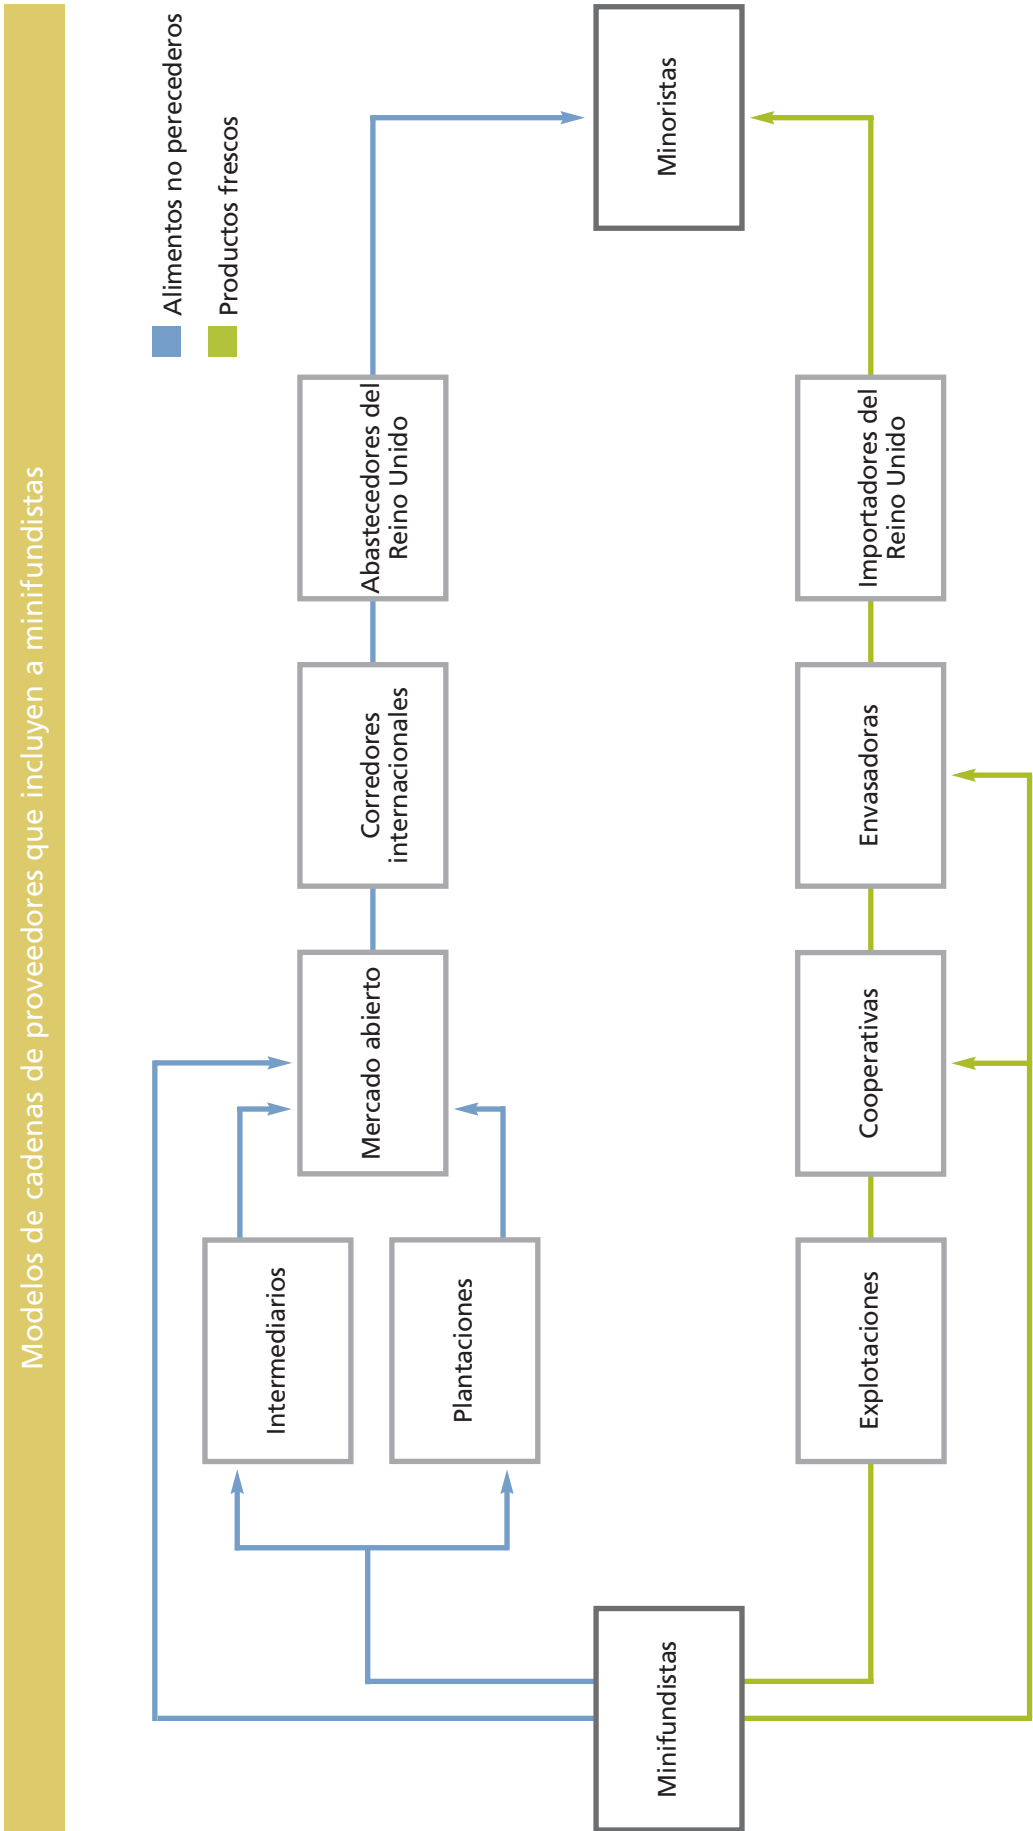 Modelos de cadenas de proveedores que incluyen a minifundistas
Alimentos no perecederos
Productos frescos
Minifundistas
Intermediarios
Plantaciones
Mercado abierto
Corredores
internacionales
Abastecedores del
Reino Unido
Explotaciones
Cooperativas
Envasadoras
Importadores del
Reino Unido
Minoristas